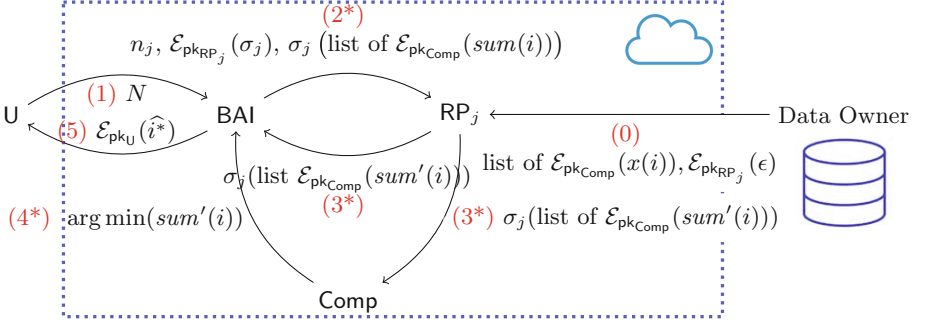 (2*)
n_j, 𝓔_{pk_{RP_j}}(σ_j), σ_j (list of 𝓔_{pk_{Comp}}(sum(i)))
(1) N
U
BAI
RP_j
Data Owner
(5) 𝓔_{pk_U}(\widehat{i^*})
(0)
list of 𝓔_{pk_{Comp}}(x(i)), 𝓔_{pk_{RP_j}}(ϵ)
σ_j(list 𝓔_{pk_{Comp}}(sum′(i)))
(3*)
(4*) arg min(sum′(i))
(3*) σ_j(list of 𝓔_{pk_{Comp}}(sum′(i)))
Comp